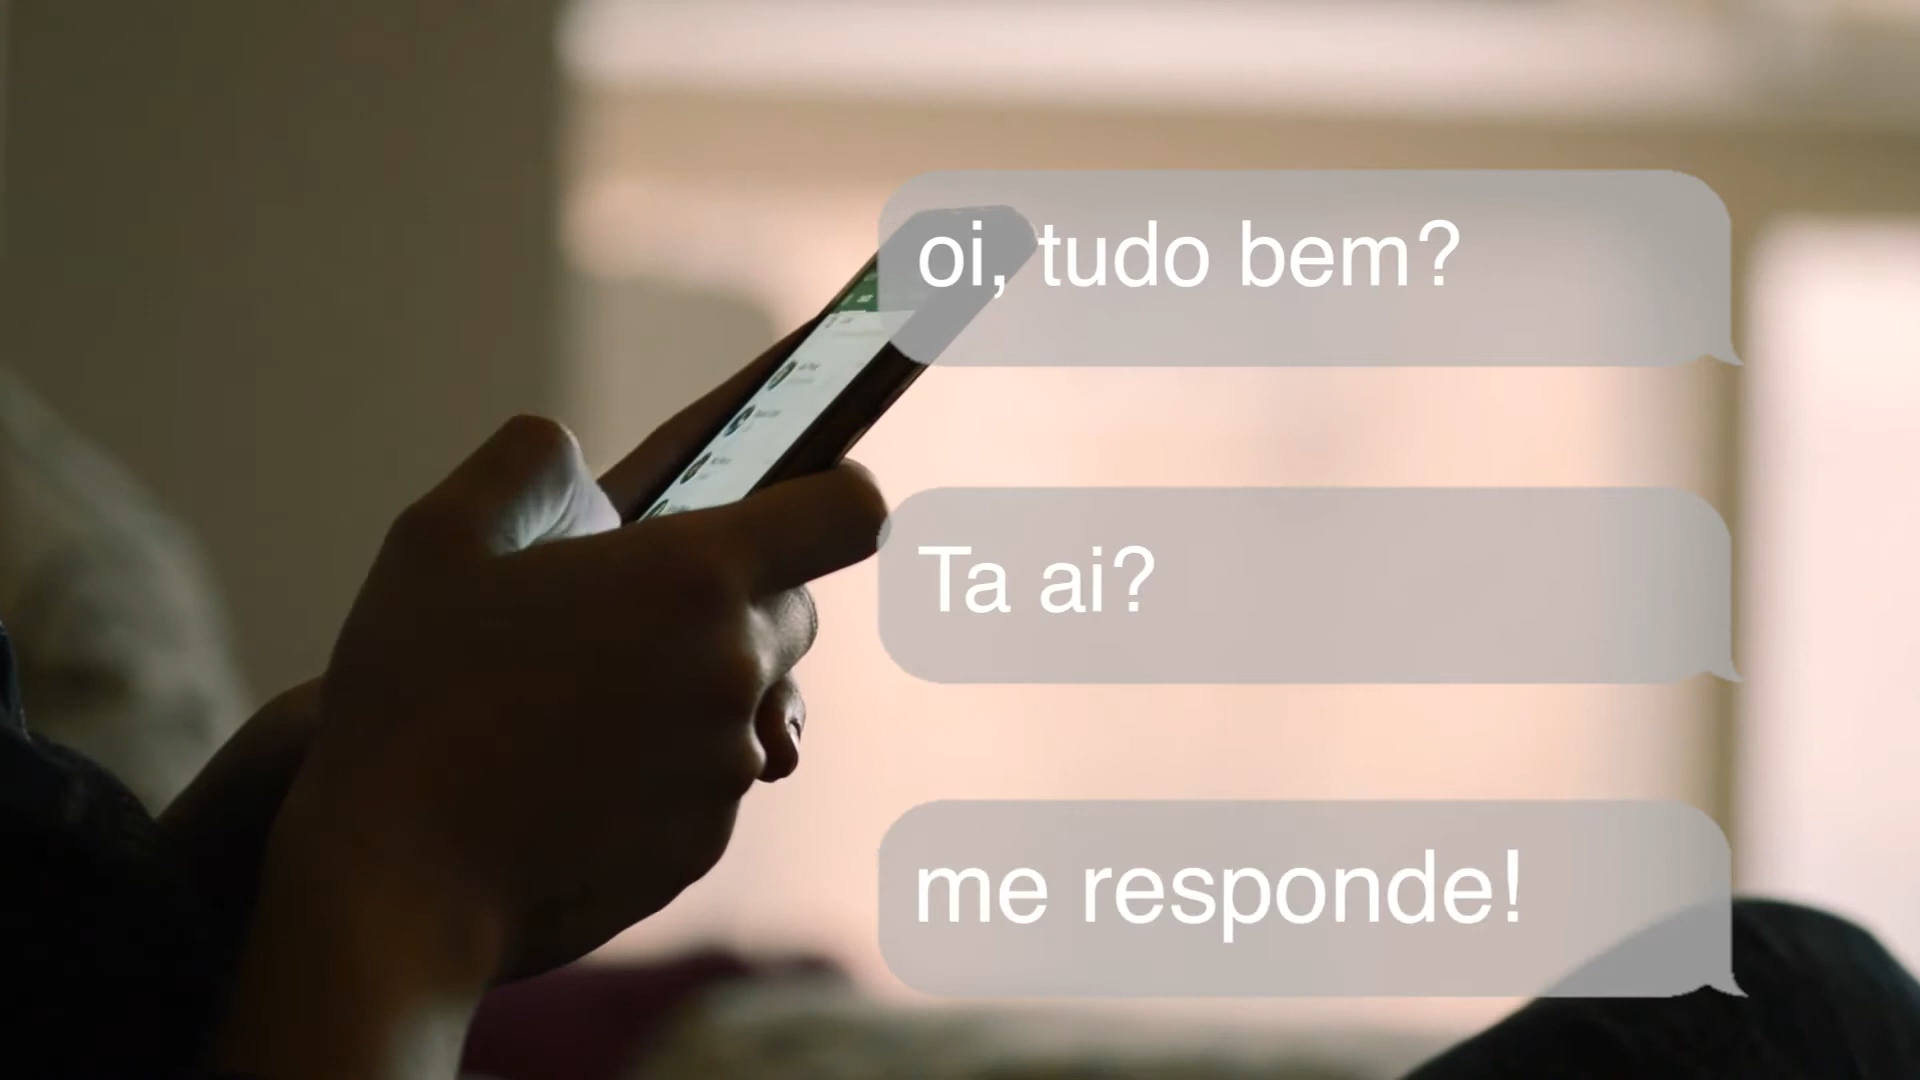 oi, tudo bem?
Ta ai?
me responde!